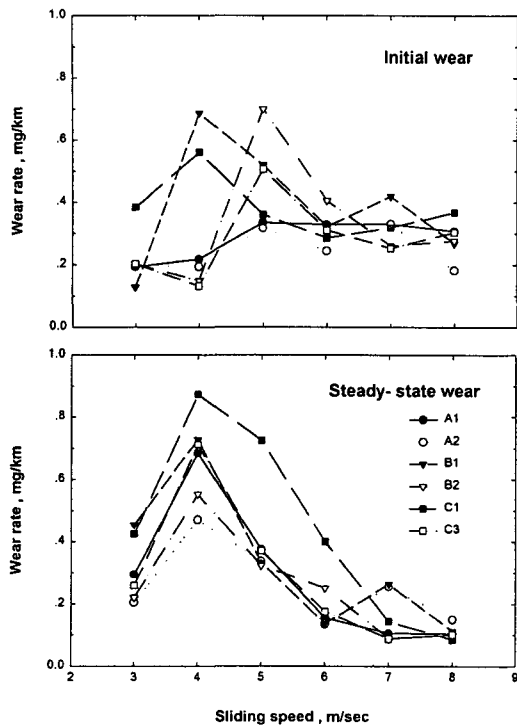 1.0
.8
.6
.4
.2
0.0
Wear rate , mg/km
Initial wear
1.0
.8
.6
.4
.2
0.0
Wear rate , mg/km
Steady- state wear
A1
A2
B1
B2
C1
C3
2 3 4 5 6 7 8 9
Sliding speed , m/sec